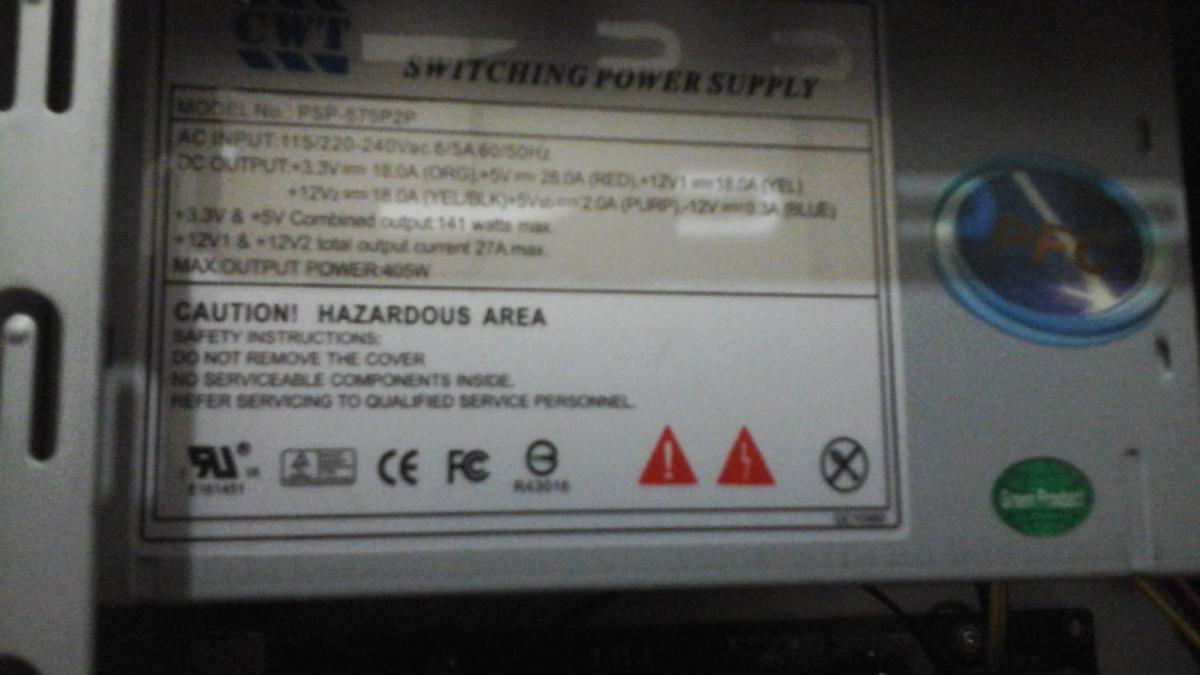 CWT
SWITCHING POWER SUPPLY
MODEL No.: PSP-575P2P
AC INPUT:115/220-240Vac 8/5A 60/50Hz
DC OUTPUT:+3.3V⎓18.0A (ORG),+5V⎓28.0A (RED),+12V1⎓18.0A (YEL)
+12V2⎓18.0A (YEL/BLK)+5Vsb⎓2.0A (PURP),-12V⎓ (BLUE)
+3.3V & +5V Combined output:141 watts max.
+12V1 & +12V2 total output current 27A max.
MAX.OUTPUT POWER:405W
PFC
CAUTION! HAZARDOUS AREA
SAFETY INSTRUCTIONS:
DO NOT REMOVE THE COVER
NO SERVICEABLE COMPONENTS INSIDE.
REFER SERVICING TO QUALIFIED SERVICE PERSONNEL.
E161451
CE FC
R43016
Green Product